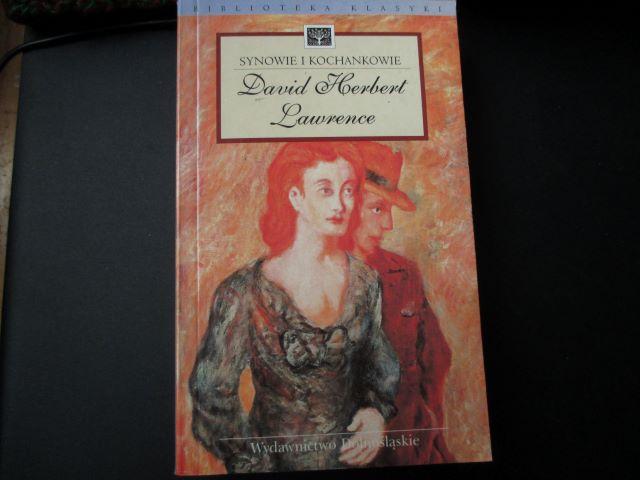 BIBLIOTEKA KLASYKI
SYNOWIE I KOCHANKOWIE
David Herbert
Lawrence
Wydawnictwo Dolnośląskie